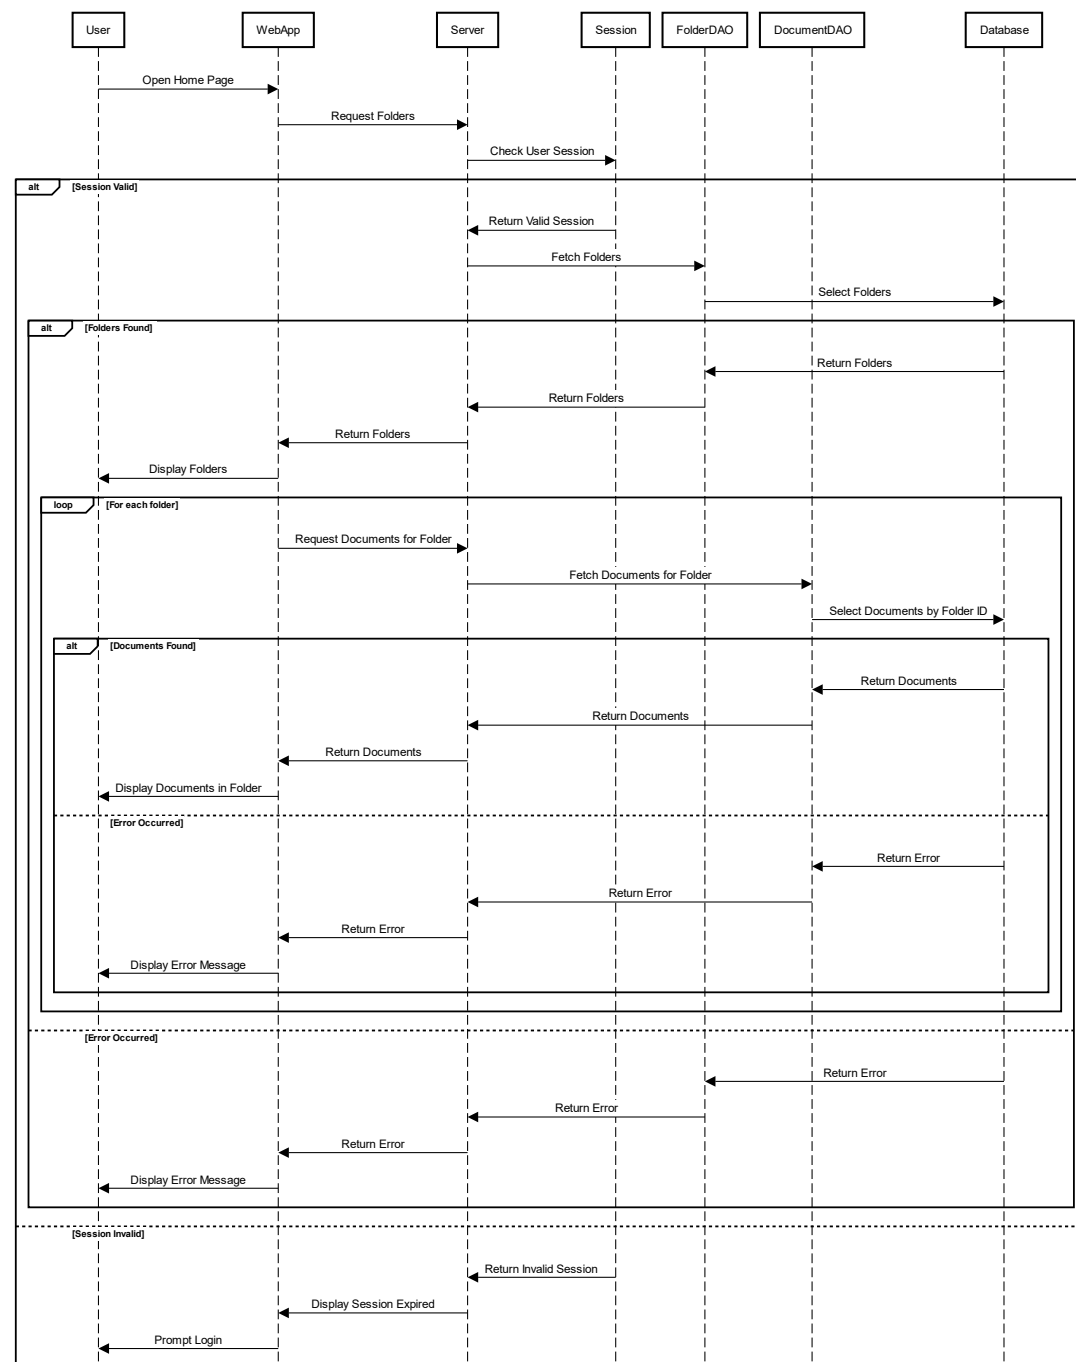 User WebApp Server Session FolderDAO DocumentDAO Database
Open Home Page
Request Folders
Check User Session
alt [Session Valid]
Return Valid Session
Fetch Folders
Select Folders
alt [Folders Found]
Return Folders
Return Folders
Return Folders
Display Folders
loop [For each folder]
Request Documents for Folder
Fetch Documents for Folder
Select Documents by Folder ID
alt [Documents Found]
Return Documents
Return Documents
Return Documents
Display Documents in Folder
[Error Occurred]
Return Error
Return Error
Return Error
Display Error Message
[Error Occurred]
Return Error
Return Error
Return Error
Display Error Message
[Session Invalid]
Return Invalid Session
Display Session Expired
Prompt Login